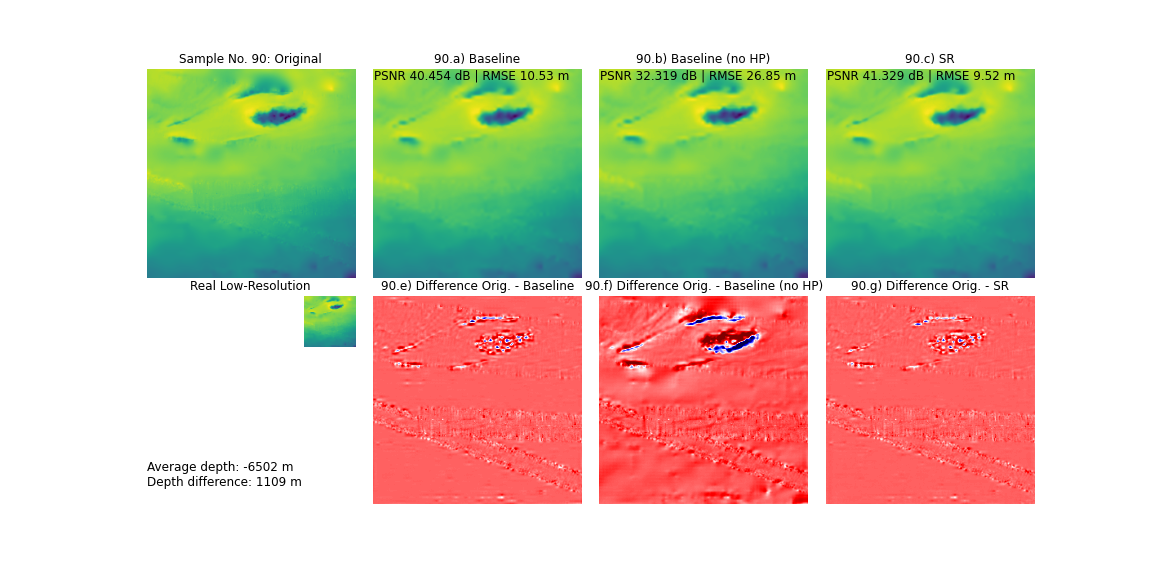 Sample No. 90: Original
90.a) Baseline
90.b) Baseline (no HP)
90.c) SR
PSNR 40.454 dB | RMSE 10.53 m
PSNR 32.319 dB | RMSE 26.85 m
PSNR 41.329 dB | RMSE 9.52 m
Real Low-Resolution
90.e) Difference Orig. - Baseline
90.f) Difference Orig. - Baseline (no HP)
90.g) Difference Orig. - SR
Average depth: -6502 m
Depth difference: 1109 m